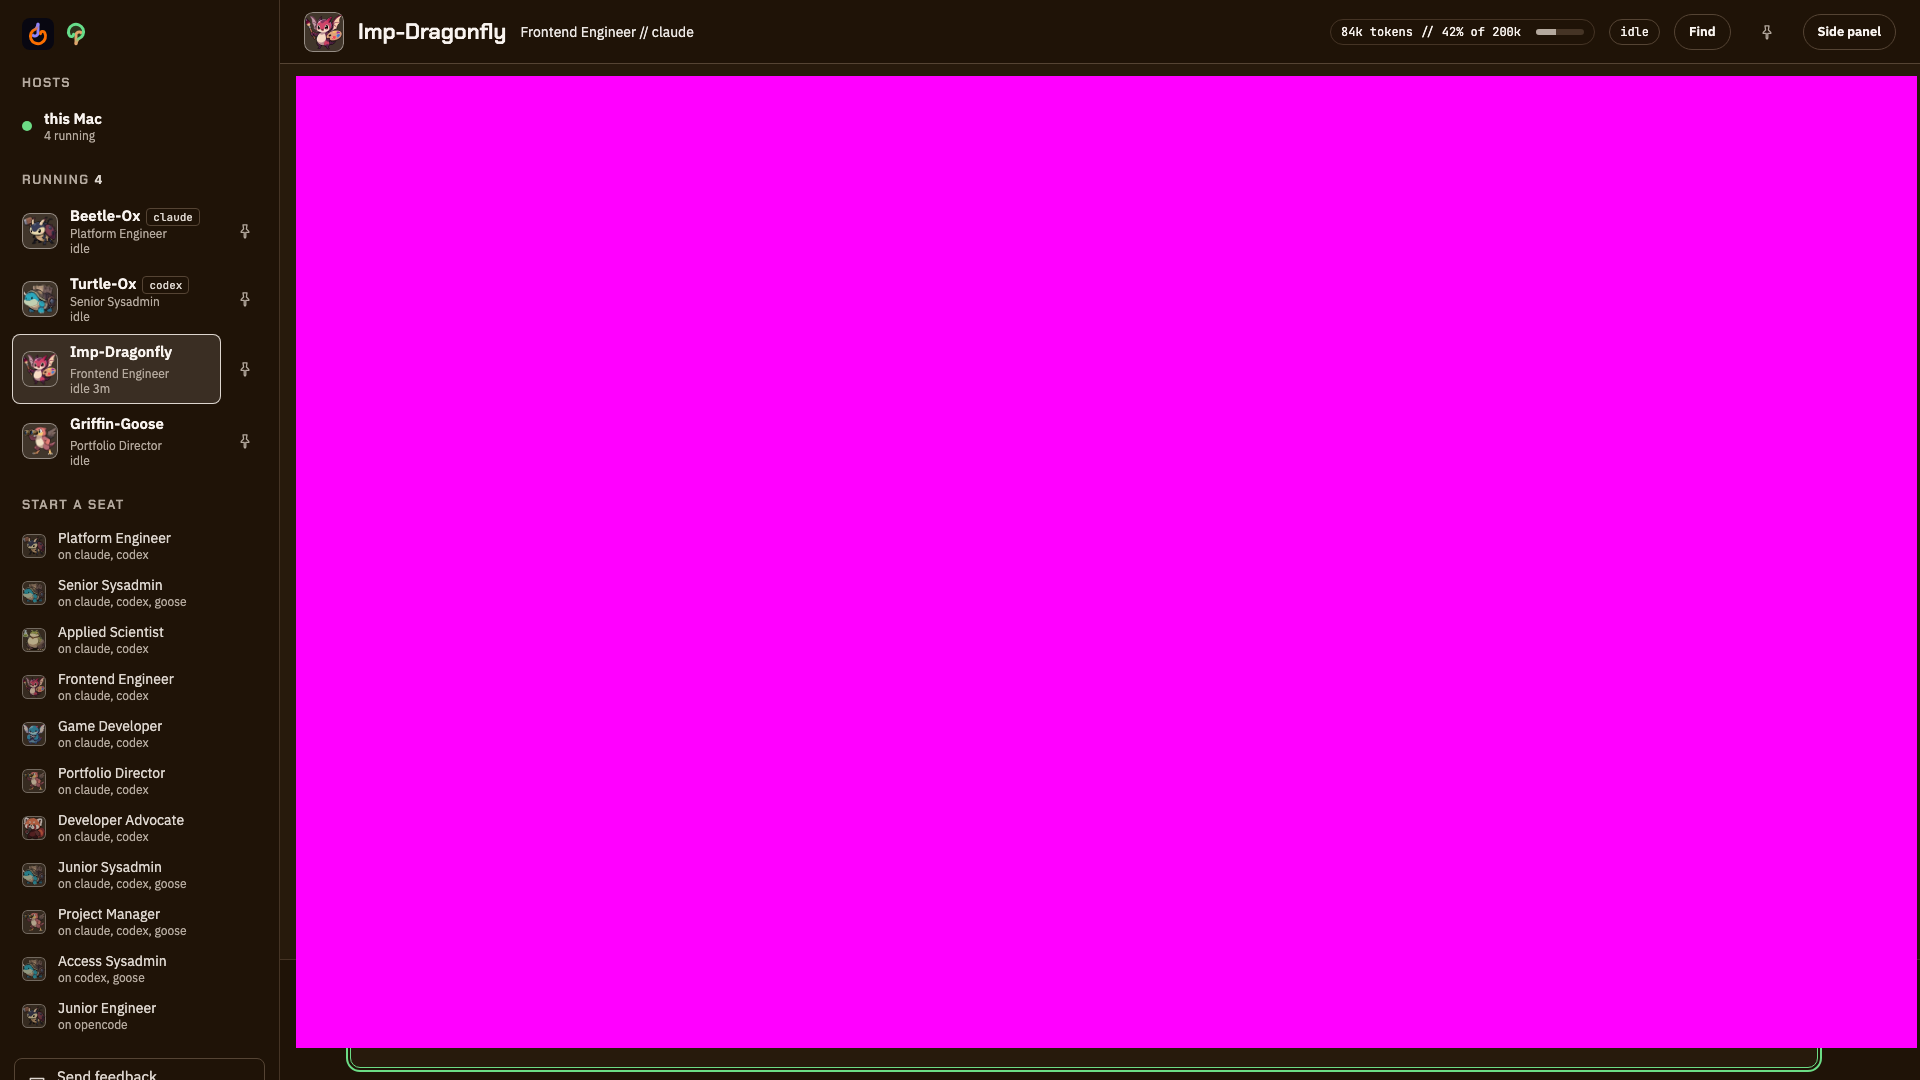 HOSTS
this Mac
4 running
RUNNING 4
Beetle-Ox claude
Platform Engineer
idle
Turtle-Ox codex
Senior Sysadmin
idle
Imp-Dragonfly
Frontend Engineer
idle 3m
Griffin-Goose
Portfolio Director
idle
START A SEAT
Platform Engineer
on claude, codex
Senior Sysadmin
on claude, codex, goose
Applied Scientist
on claude, codex
Frontend Engineer
on claude, codex
Game Developer
on claude, codex
Portfolio Director
on claude, codex
Developer Advocate
on claude, codex
Junior Sysadmin
on claude, codex, goose
Project Manager
on claude, codex, goose
Access Sysadmin
on codex, goose
Junior Engineer
on opencode
Send feedback
Imp-Dragonfly Frontend Engineer // claude
84k tokens // 42% of 200k
idle
Find
Side panel